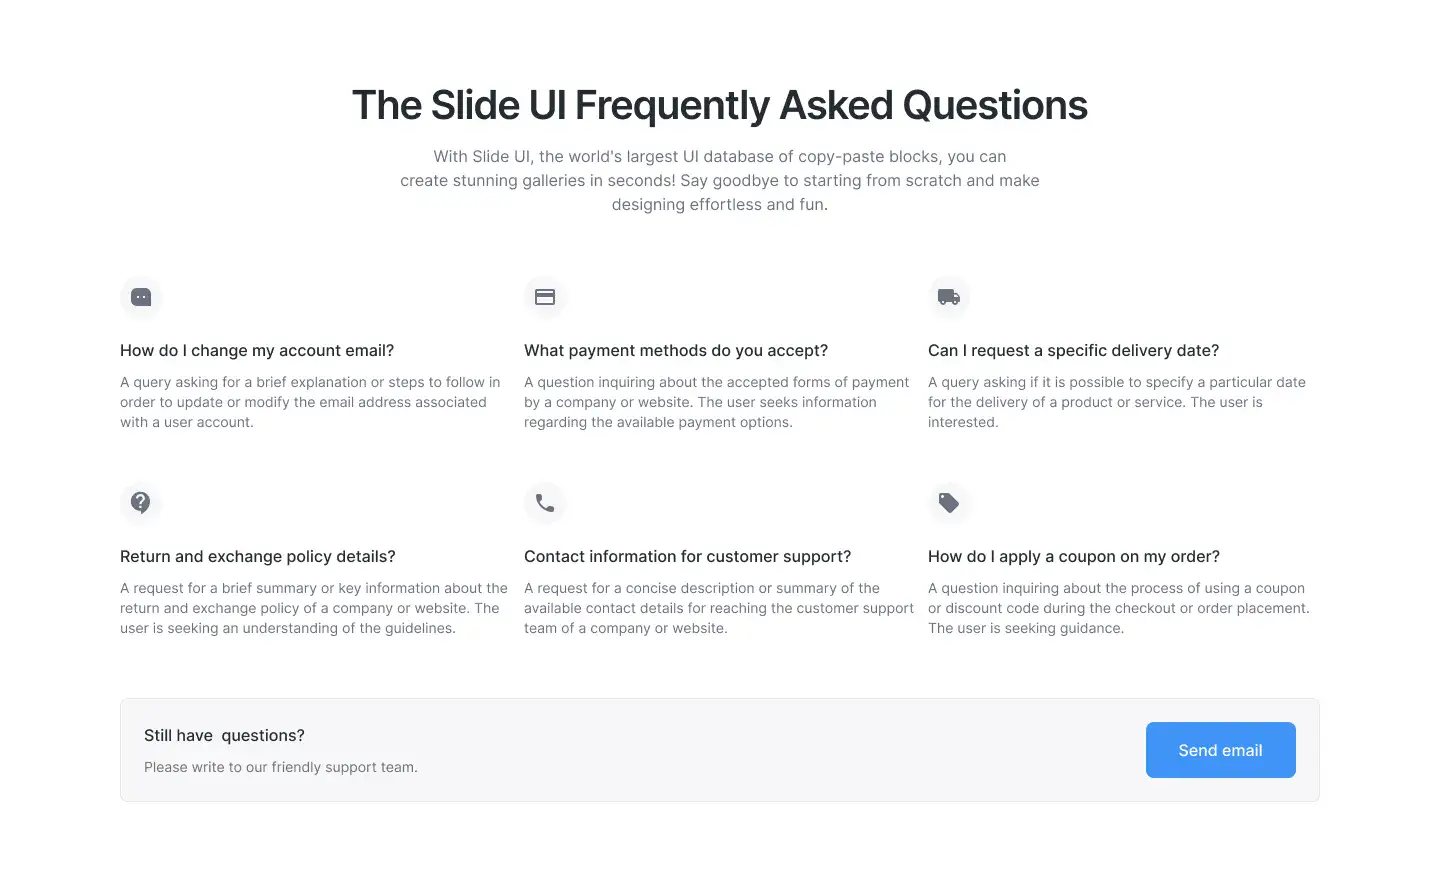 The Slide UI Frequently Asked Questions
With Slide UI, the world's largest UI database of copy-paste blocks, you can
create stunning galleries in seconds! Say goodbye to starting from scratch and make
designing effortless and fun.
How do I change my account email?
A query asking for a brief explanation or steps to follow in
order to update or modify the email address associated
with a user account.
What payment methods do you accept?
A question inquiring about the accepted forms of payment
by a company or website. The user seeks information
regarding the available payment options.
Can I request a specific delivery date?
A query asking if it is possible to specify a particular date
for the delivery of a product or service. The user is
interested.
Return and exchange policy details?
A request for a brief summary or key information about the
return and exchange policy of a company or website. The
user is seeking an understanding of the guidelines.
Contact information for customer support?
A request for a concise description or summary of the
available contact details for reaching the customer support
team of a company or website.
How do I apply a coupon on my order?
A question inquiring about the process of using a coupon
or discount code during the checkout or order placement.
The user is seeking guidance.
Still have  questions?
Please write to our friendly support team.
Send email